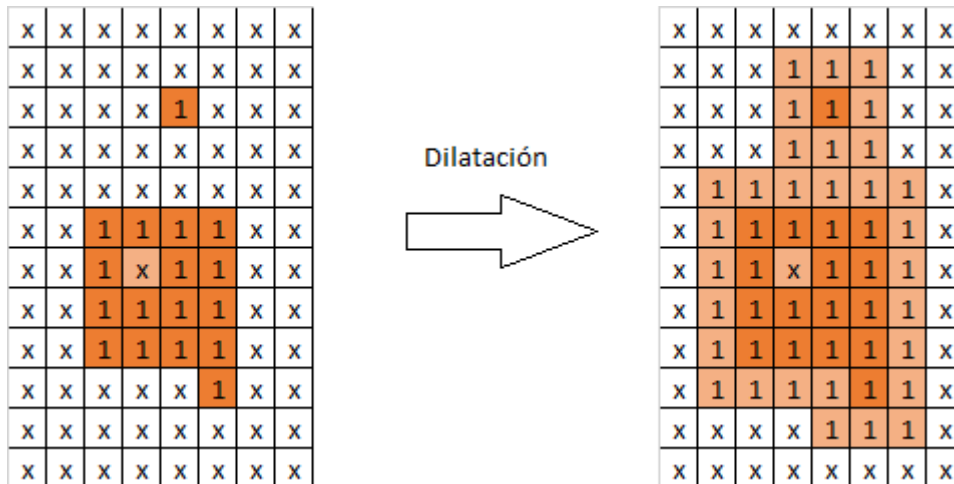 x x x x x x x x
x x x x x x x x
x x x x 1 x x x
x x x x x x x x
x x x x x x x x
x x 1 1 1 1 x x
x x 1 x 1 1 x x
x x 1 1 1 1 x x
x x 1 1 1 1 x x
x x x x x 1 x x
x x x x x x x x
x x x x x x x x
Dilatación
x x x x x x x x
x x x 1 1 1 x x
x x x 1 1 1 x x
x x x 1 1 1 x x
x 1 1 1 1 1 1 x
x 1 1 1 1 1 1 x
x 1 1 x 1 1 1 x
x 1 1 1 1 1 1 x
x 1 1 1 1 1 1 x
x 1 1 1 1 1 1 x
x x x x 1 1 1 x
x x x x x x x x